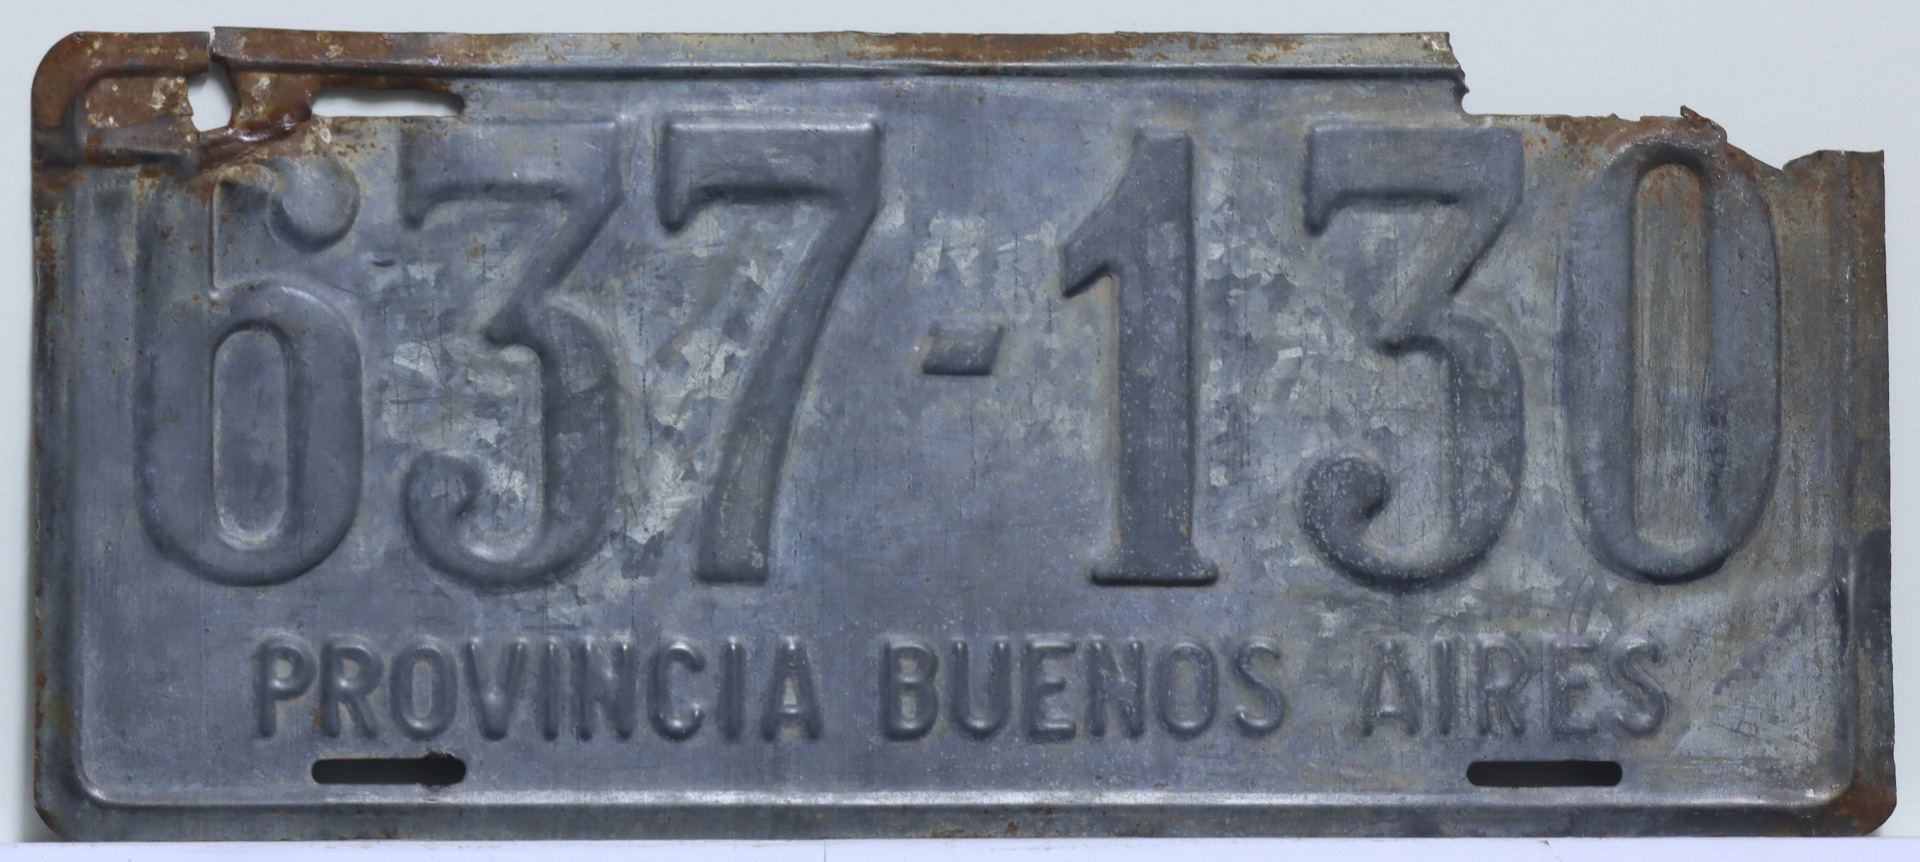 637-130
PROVINCIA BUENOS AIRES